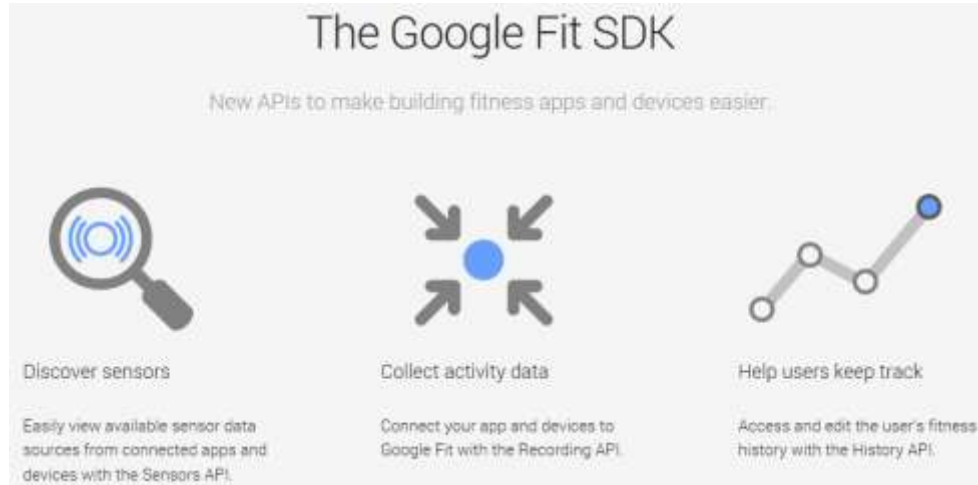 The Google Fit SDK
New APIs to make building fitness apps and devices easier.
Discover sensors
Easily view available sensor data
sources from connected apps and
devices with the Sensors API.
Collect activity data
Connect your app and devices to
Google Fit with the Recording API.
Help users keep track
Access and edit the user's fitness
history with the History API.